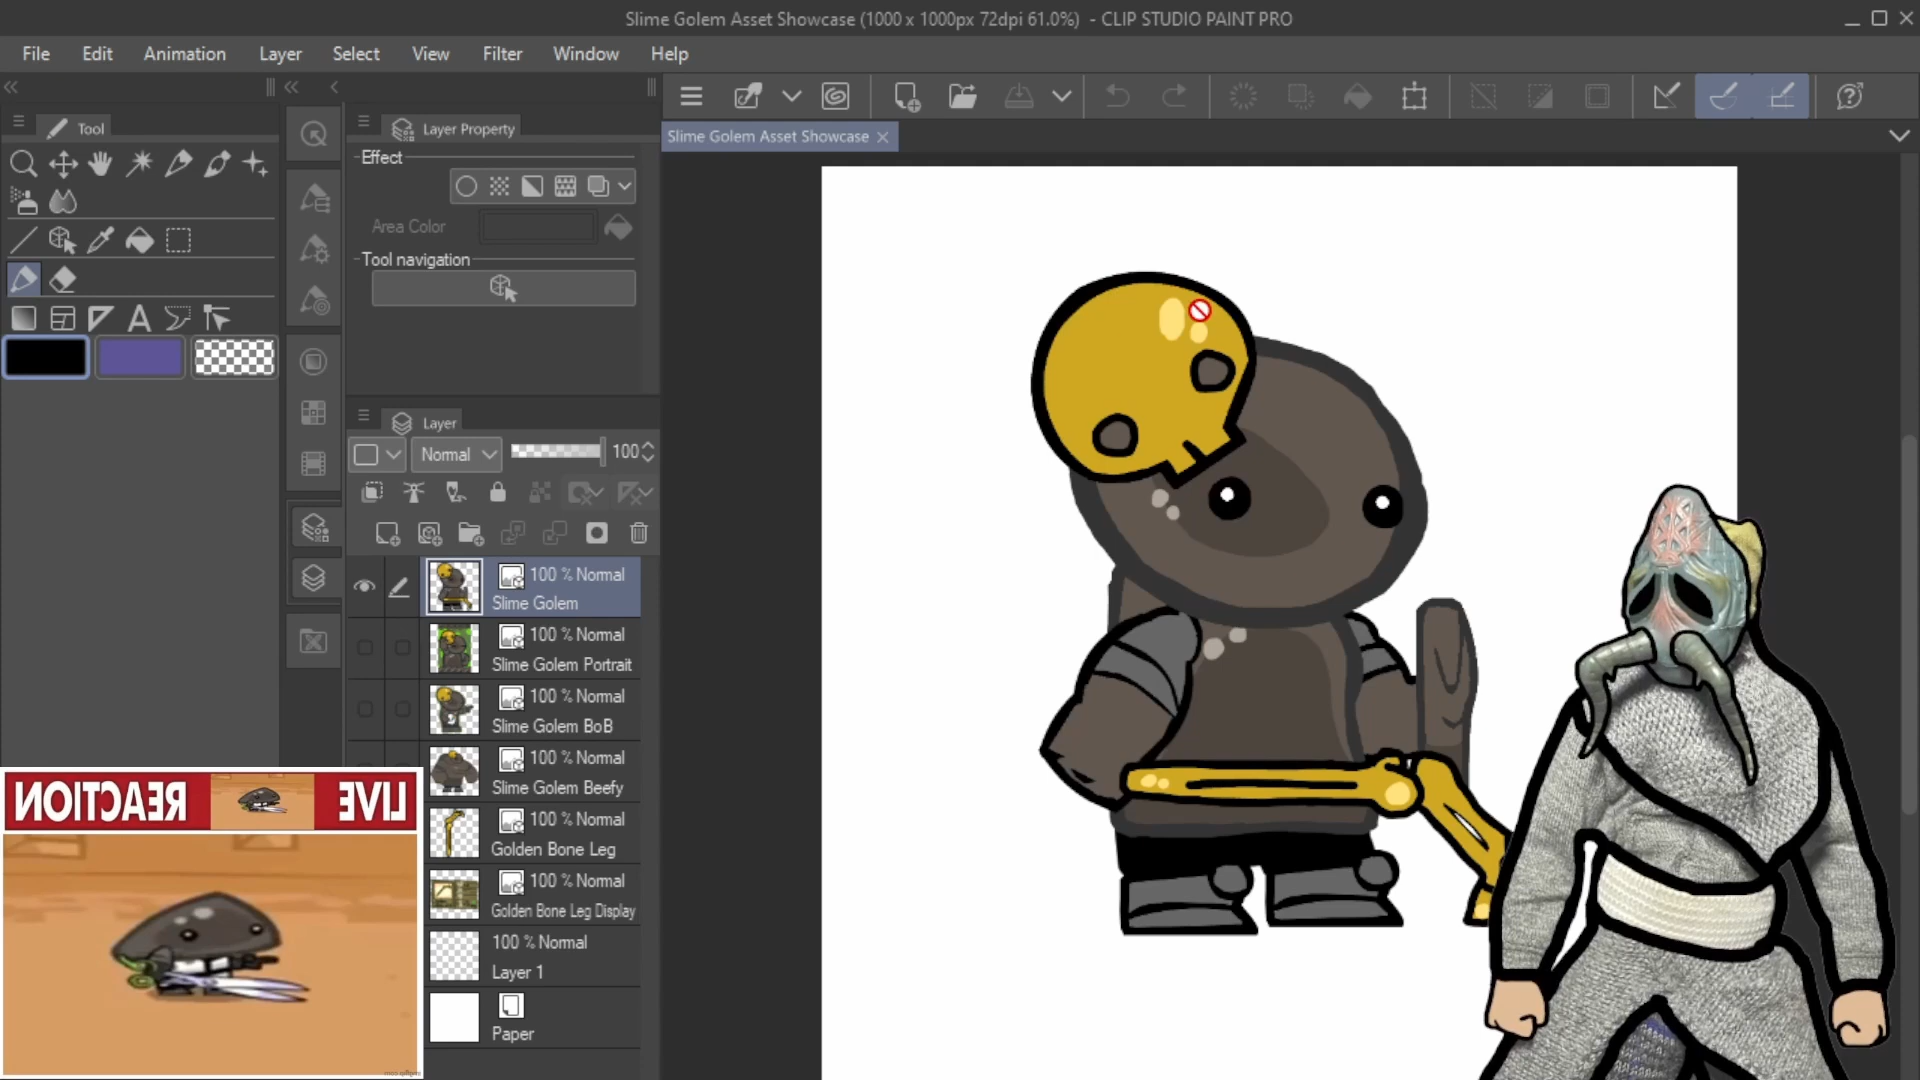 Slime Golem Asset Showcase (1000 x 1000px 72dpi 61.0%) - CLIP STUDIO PAINT PRO
File Edit Animation Layer Select View Filter Window Help
Tool
Layer Property
Slime Golem Asset Showcase
Effect
Area Color
Tool navigation
Layer
Normal 100
100 % Normal
Slime Golem
100 % Normal
Slime Golem Portrait
100 % Normal
Slime Golem BoB
100 % Normal
Slime Golem Beefy
100 % Normal
Golden Bone Leg
100 % Normal
Golden Bone Leg Display
100 % Normal
Layer 1
Paper
LIVE REACTION